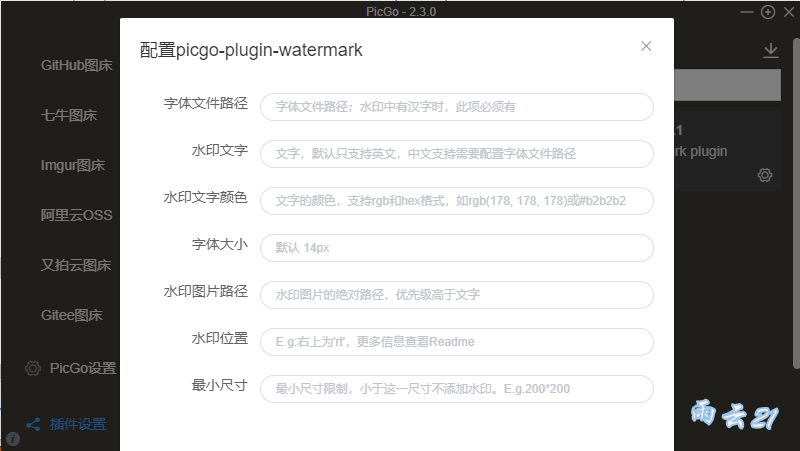 PicGo - 2.3.0
配置picgo-plugin-watermark
GitHub图床
七牛图床
Imgur图床
阿里云OSS
又拍云图床
Gitee图床
PicGo设置
插件设置
字体文件路径 字体文件路径；水印中有汉字时，此项必须有
水印文字 文字，默认只支持英文，中文支持需要配置字体文件路径
水印文字颜色 文字的颜色，支持rgb和hex格式，如rgb(178, 178, 178)或#b2b2b2
字体大小 默认 14px
水印图片路径 水印图片的绝对路径，优先级高于文字
水印位置 E.g:右上为'rt'，更多信息查看Readme
最小尺寸 最小尺寸限制，小于这一尺寸不添加水印。E.g.200*200
.1
rk plugin
雨云21